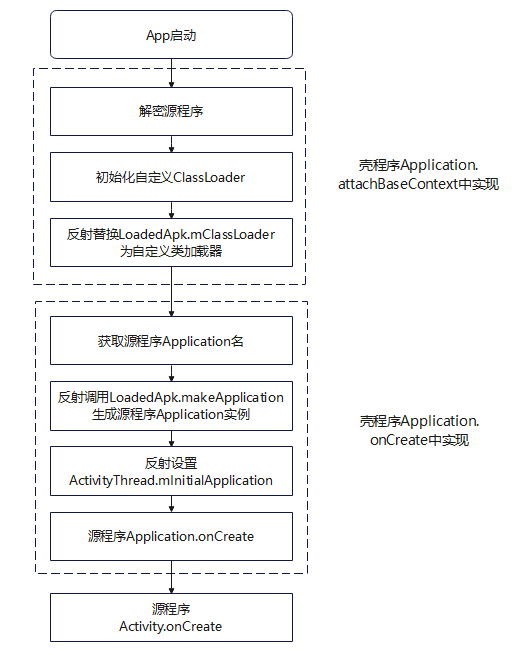 App启动
解密源程序
初始化自定义ClassLoader
反射替换LoadedApk.mClassLoader
为自定义类加载器
壳程序Application.
attachBaseContext中实现
获取源程序Application名
反射调用LoadedApk.makeApplication
生成源程序Application实例
反射设置
ActivityThread.mInitialApplication
源程序Application.onCreate
壳程序Application.
onCreate中实现
源程序
Activity.onCreate